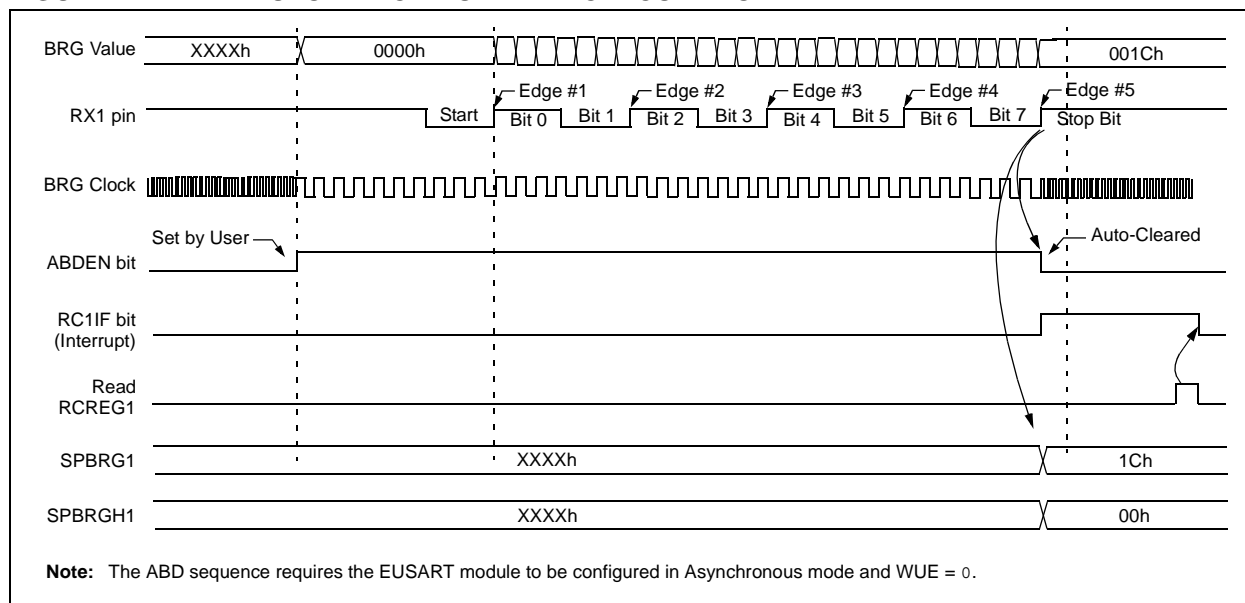 BRG Value
XXXXh
0000h
001Ch
Edge #1
Edge #2
Edge #3
Edge #4
Edge #5
RX1 pin
Start
Bit 0
Bit 1
Bit 2
Bit 3
Bit 4
Bit 5
Bit 6
Bit 7
Stop Bit
BRG Clock
Set by User
Auto-Cleared
ABDEN bit
RC1IF bit
(Interrupt)
Read
RCREG1
SPBRG1
XXXXh
1Ch
SPBRGH1
XXXXh
00h
Note: The ABD sequence requires the EUSART module to be configured in Asynchronous mode and WUE = 0.